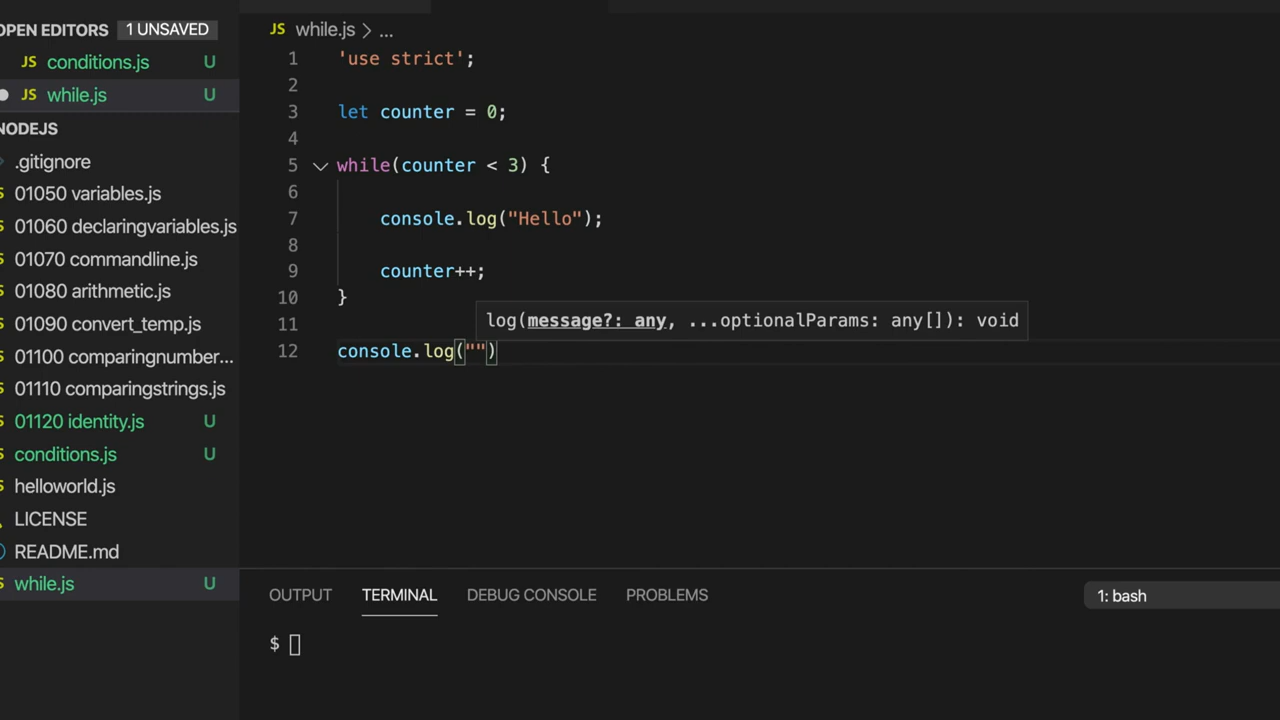 OPEN EDITORS 1 UNSAVED
JS conditions.js U
JS while.js U
NODEJS
.gitignore
01050 variables.js
01060 declaringvariables.js
01070 commandline.js
01080 arithmetic.js
01090 convert_temp.js
01100 comparingnumber...
01110 comparingstrings.js
01120 identity.js U
conditions.js U
helloworld.js
LICENSE
README.md
while.js U
JS while.js > ...
1 'use strict';
2
3 let counter = 0;
4
5 while(counter < 3) {
6
7 console.log("Hello");
8
9 counter++;
10 }
11
log(message?: any, ...optionalParams: any[]): void
12 console.log("")
OUTPUT TERMINAL DEBUG CONSOLE PROBLEMS 1: bash
$